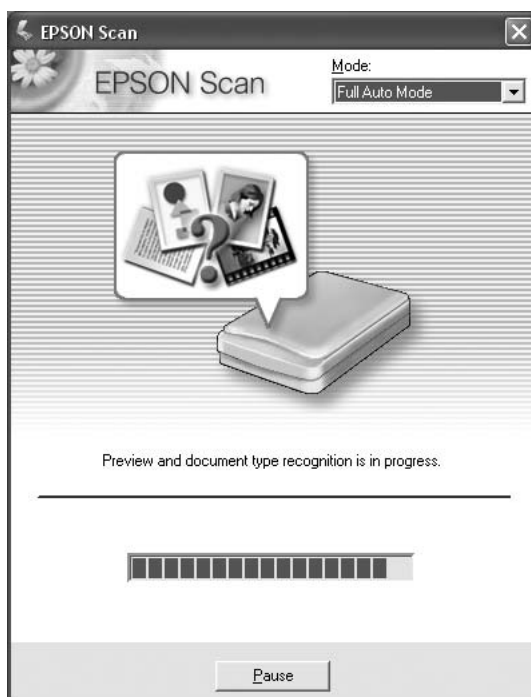 EPSON Scan
EPSON Scan
Mode:
Full Auto Mode
Preview and document type recognition is in progress.
Pause